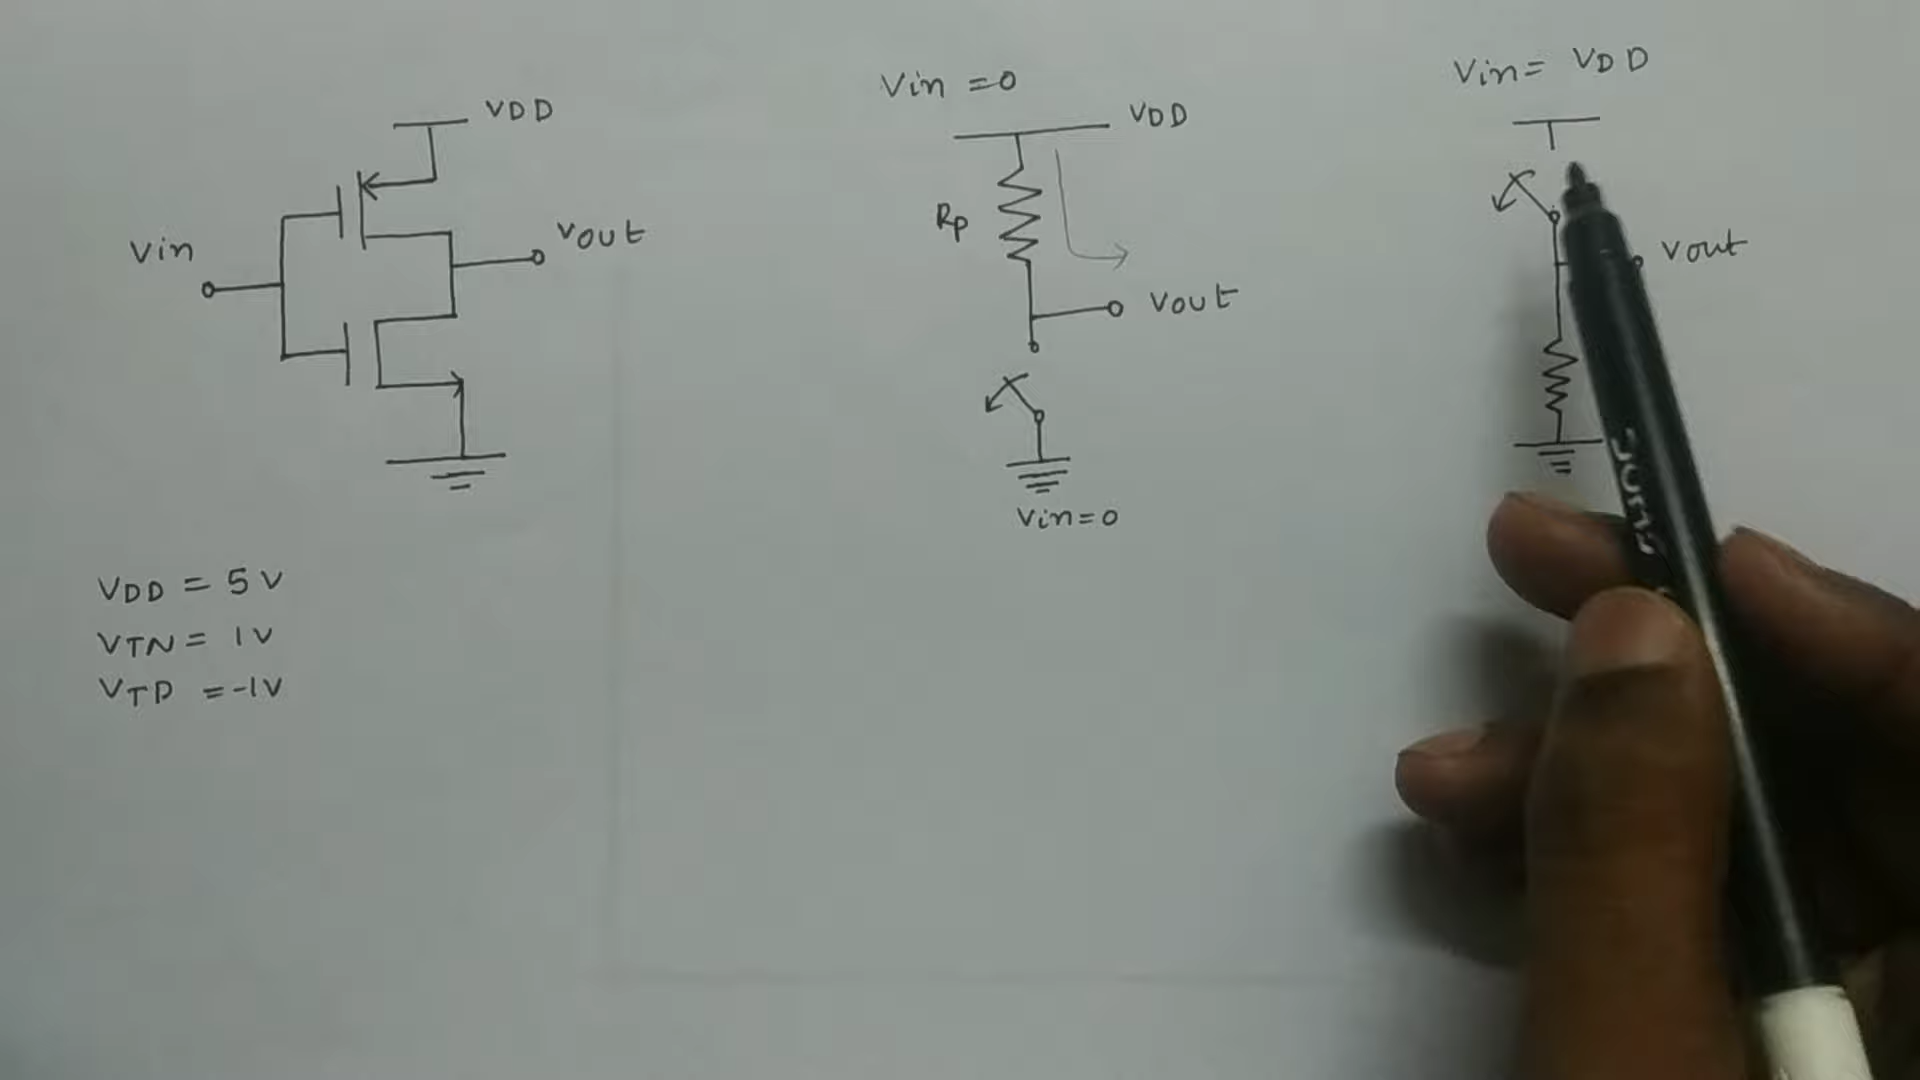 VDD
Vin
Vout
VDD = 5V
VTN = 1V
VTP = -1V
Vin = 0
VDD
Rp
Vout
Vin = 0
Vin = VDD
Vout